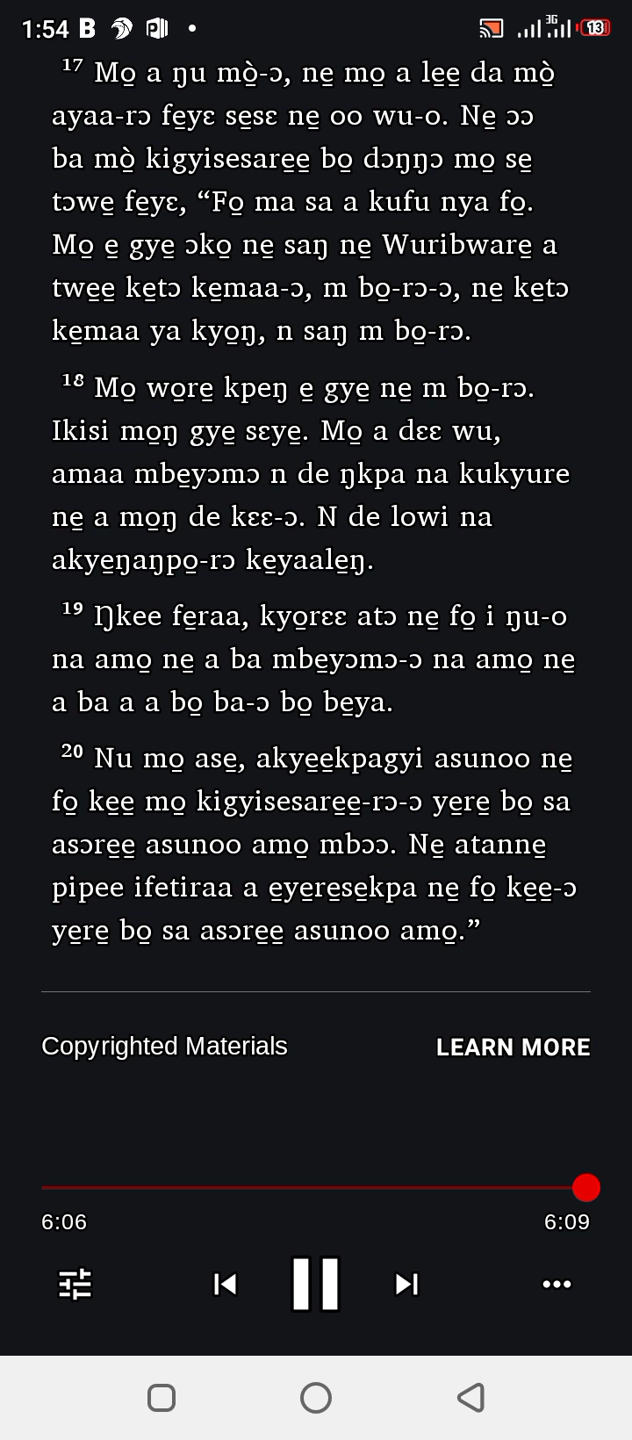 1:54 B 3G 13
17 Mo̱ a ŋu mò̱-ɔ, ne̱ mo̱ a le̱e̱ da mò̱
ayaa-rɔ fe̱yɛ se̱sɛ ne̱ oo wu-o. Ne̱ ɔɔ
ba mò̱ kigyisesare̱e̱ bo̱ dɔŋŋɔ mo̱ se̱
tɔwe̱ fe̱yɛ, “Fo̱ ma sa a kufu nya fo̱.
Mo̱ e̱ gye̱ ɔko̱ ne̱ saŋ ne̱ Wuribware̱ a
twe̱e̱ ke̱tɔ ke̱maa-ɔ, m bo̱-rɔ-ɔ, ne̱ ke̱tɔ
ke̱maa ya kyo̱ŋ, n saŋ m bo̱-rɔ.
18 Mo̱ wo̱re̱ kpeŋ e̱ gye̱ ne̱ m bo̱-rɔ.
Ikisi mo̱ŋ gye̱ sɛye̱. Mo̱ a dɛɛ wu,
amaa mbe̱yɔmɔ n de ŋkpa na kukyure
ne̱ a mo̱ŋ de kɛɛ-ɔ. N de lowi na
akye̱ŋaŋpo̱-rɔ ke̱yaale̱ŋ.
19 Ŋkee fe̱raa, kyo̱rɛɛ atɔ ne̱ fo̱ i ŋu-o
na amo̱ ne̱ a ba mbe̱yɔmɔ-ɔ na amo̱ ne̱
a ba a a bo̱ ba-ɔ bo̱ be̱ya.
20 Nu mo̱ ase̱, akye̱e̱kpagyi asunoo ne̱
fo̱ ke̱e̱ mo̱ kigyisesare̱e̱-rɔ-ɔ ye̱re̱ bo̱ sa
asɔre̱e̱ asunoo amo̱ mbɔɔ. Ne̱ atanne̱
pipee ifetiraa a e̱ye̱re̱se̱kpa ne̱ fo̱ ke̱e̱-ɔ
ye̱re̱ bo̱ sa asɔre̱e̱ asunoo amo̱.”
Copyrighted Materials LEARN MORE
6:06 6:09